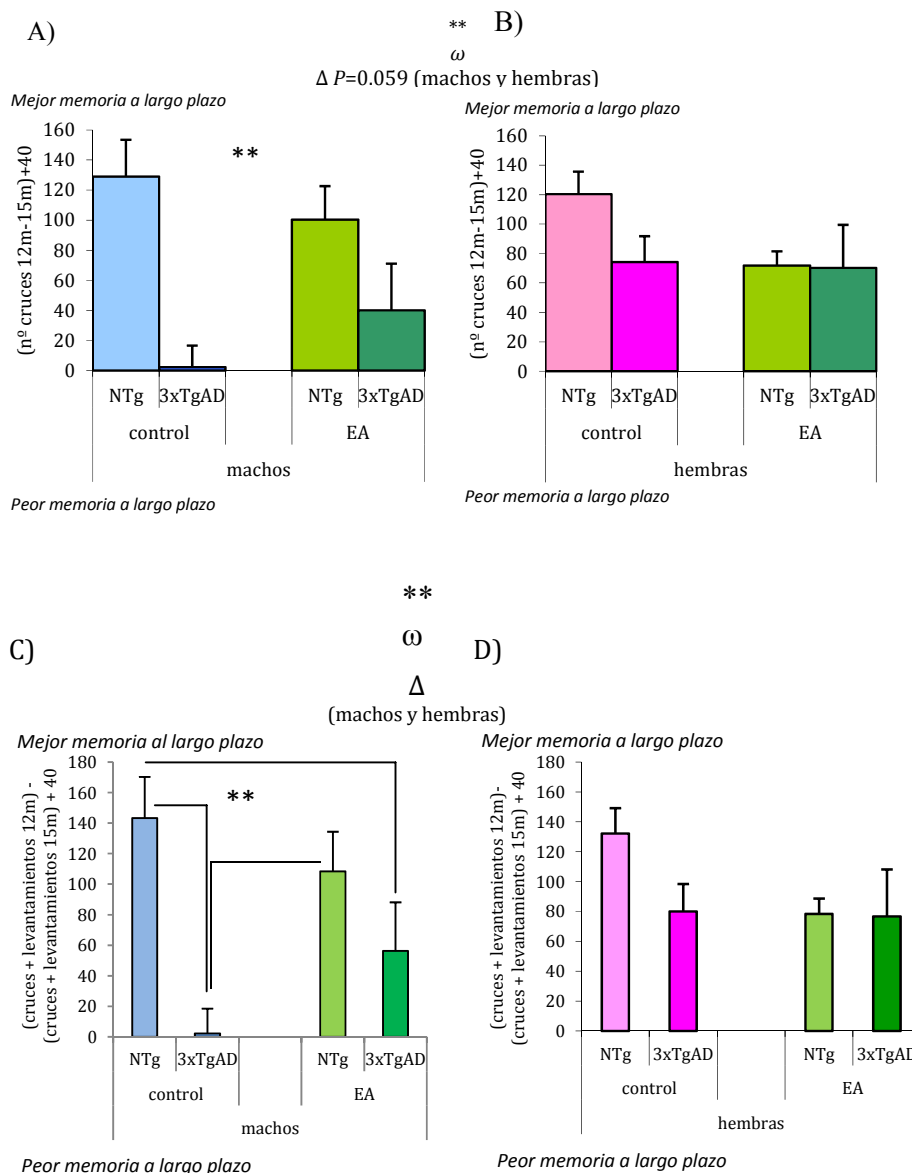 A)
B)
**
ω
Δ P=0.059 (machos y hembras)
Mejor memoria a largo plazo
(nº cruces 12m-15m)+40
160
140
120
100
80
60
40
20
0
**
NTg 3xTgAD NTg 3xTgAD
control EA
machos
Peor memoria a largo plazo
Mejor memoria a largo plazo
(nº cruces 12m-15m)+40
160
140
120
100
80
60
40
20
0
NTg 3xTgAD NTg 3xTgAD
control EA
hembras
Peor memoria a largo plazo
**
ω
Δ
(machos y hembras)
C)
D)
Mejor memoria al largo plazo
(cruces + levantamientos 12m) -
(cruces + levantamientos 15m) + 40
180
160
140
120
100
80
60
40
20
0
**
NTg 3xTgAD NTg 3xTgAD
control EA
machos
Peor memoria a largo plazo
Mejor memoria a largo plazo
(cruces + levantamientos 12m)-
(cruces + levantamientos 15m) + 40
180
160
140
120
100
80
60
40
20
0
NTg 3xTgAD NTg 3xTgAD
control EA
hembras
Peor memoria a largo plazo